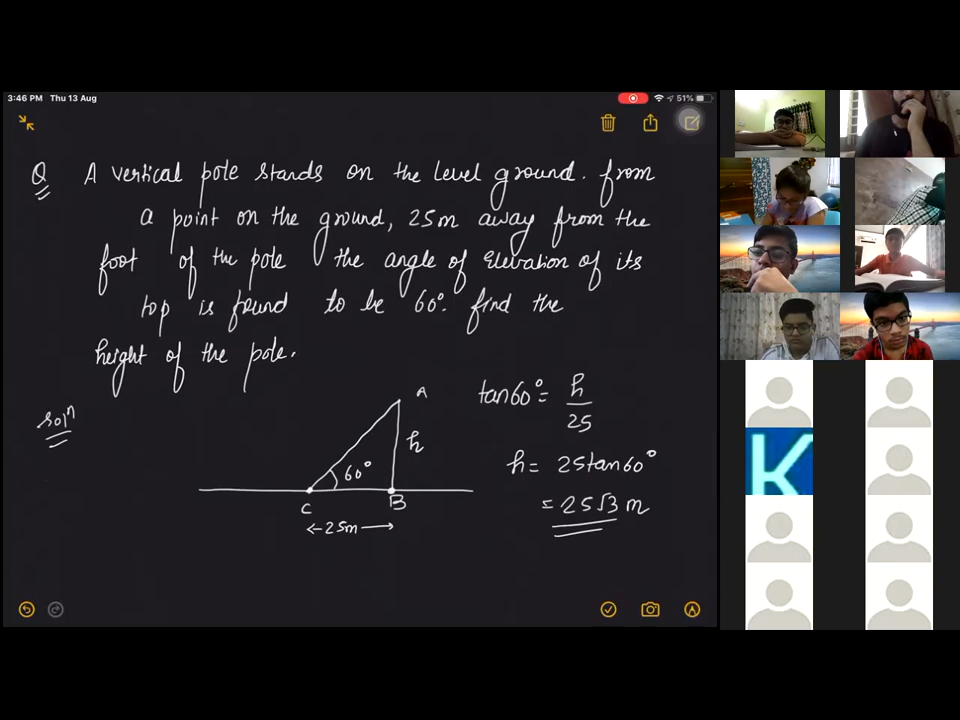 3:46 PM Thu 13 Aug
51%
Q A vertical pole stands on the level ground. from
a point on the ground, 25m away from the
foot of the pole the angle of Elevation of its
top is found to be 60°. find the
height of the pole.
Solⁿ
A
h
60°
C
B
←25m→
tan60° = h/25
h = 25tan60°
= 25√3 m
K